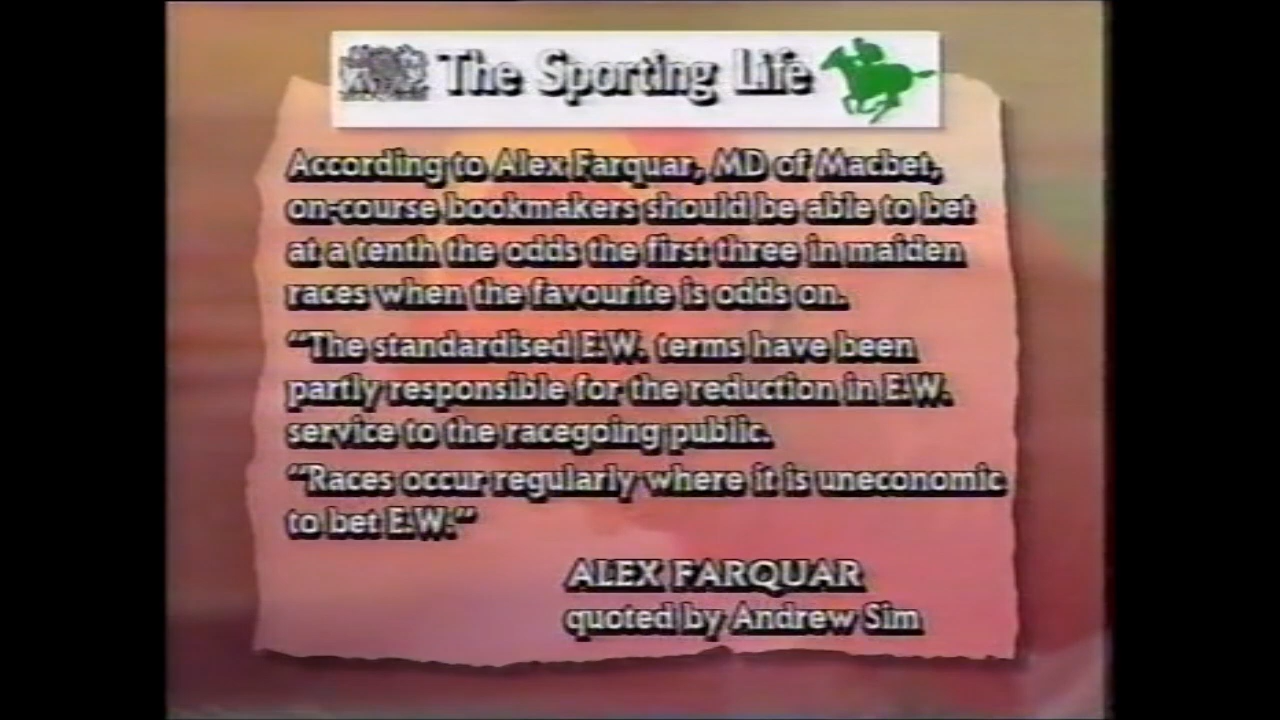 The Sporting Life
According to Alex Farquar, MD of Macbet,
on-course bookmakers should be able to bet
at a tenth the odds the first three in maiden
races when the favourite is odds on.
“The standardised E.W. terms have been
partly responsible for the reduction in E.W.
service to the racegoing public.
“Races occur regularly where it is uneconomic
to bet E.W.”
ALEX FARQUAR
quoted by Andrew Sim